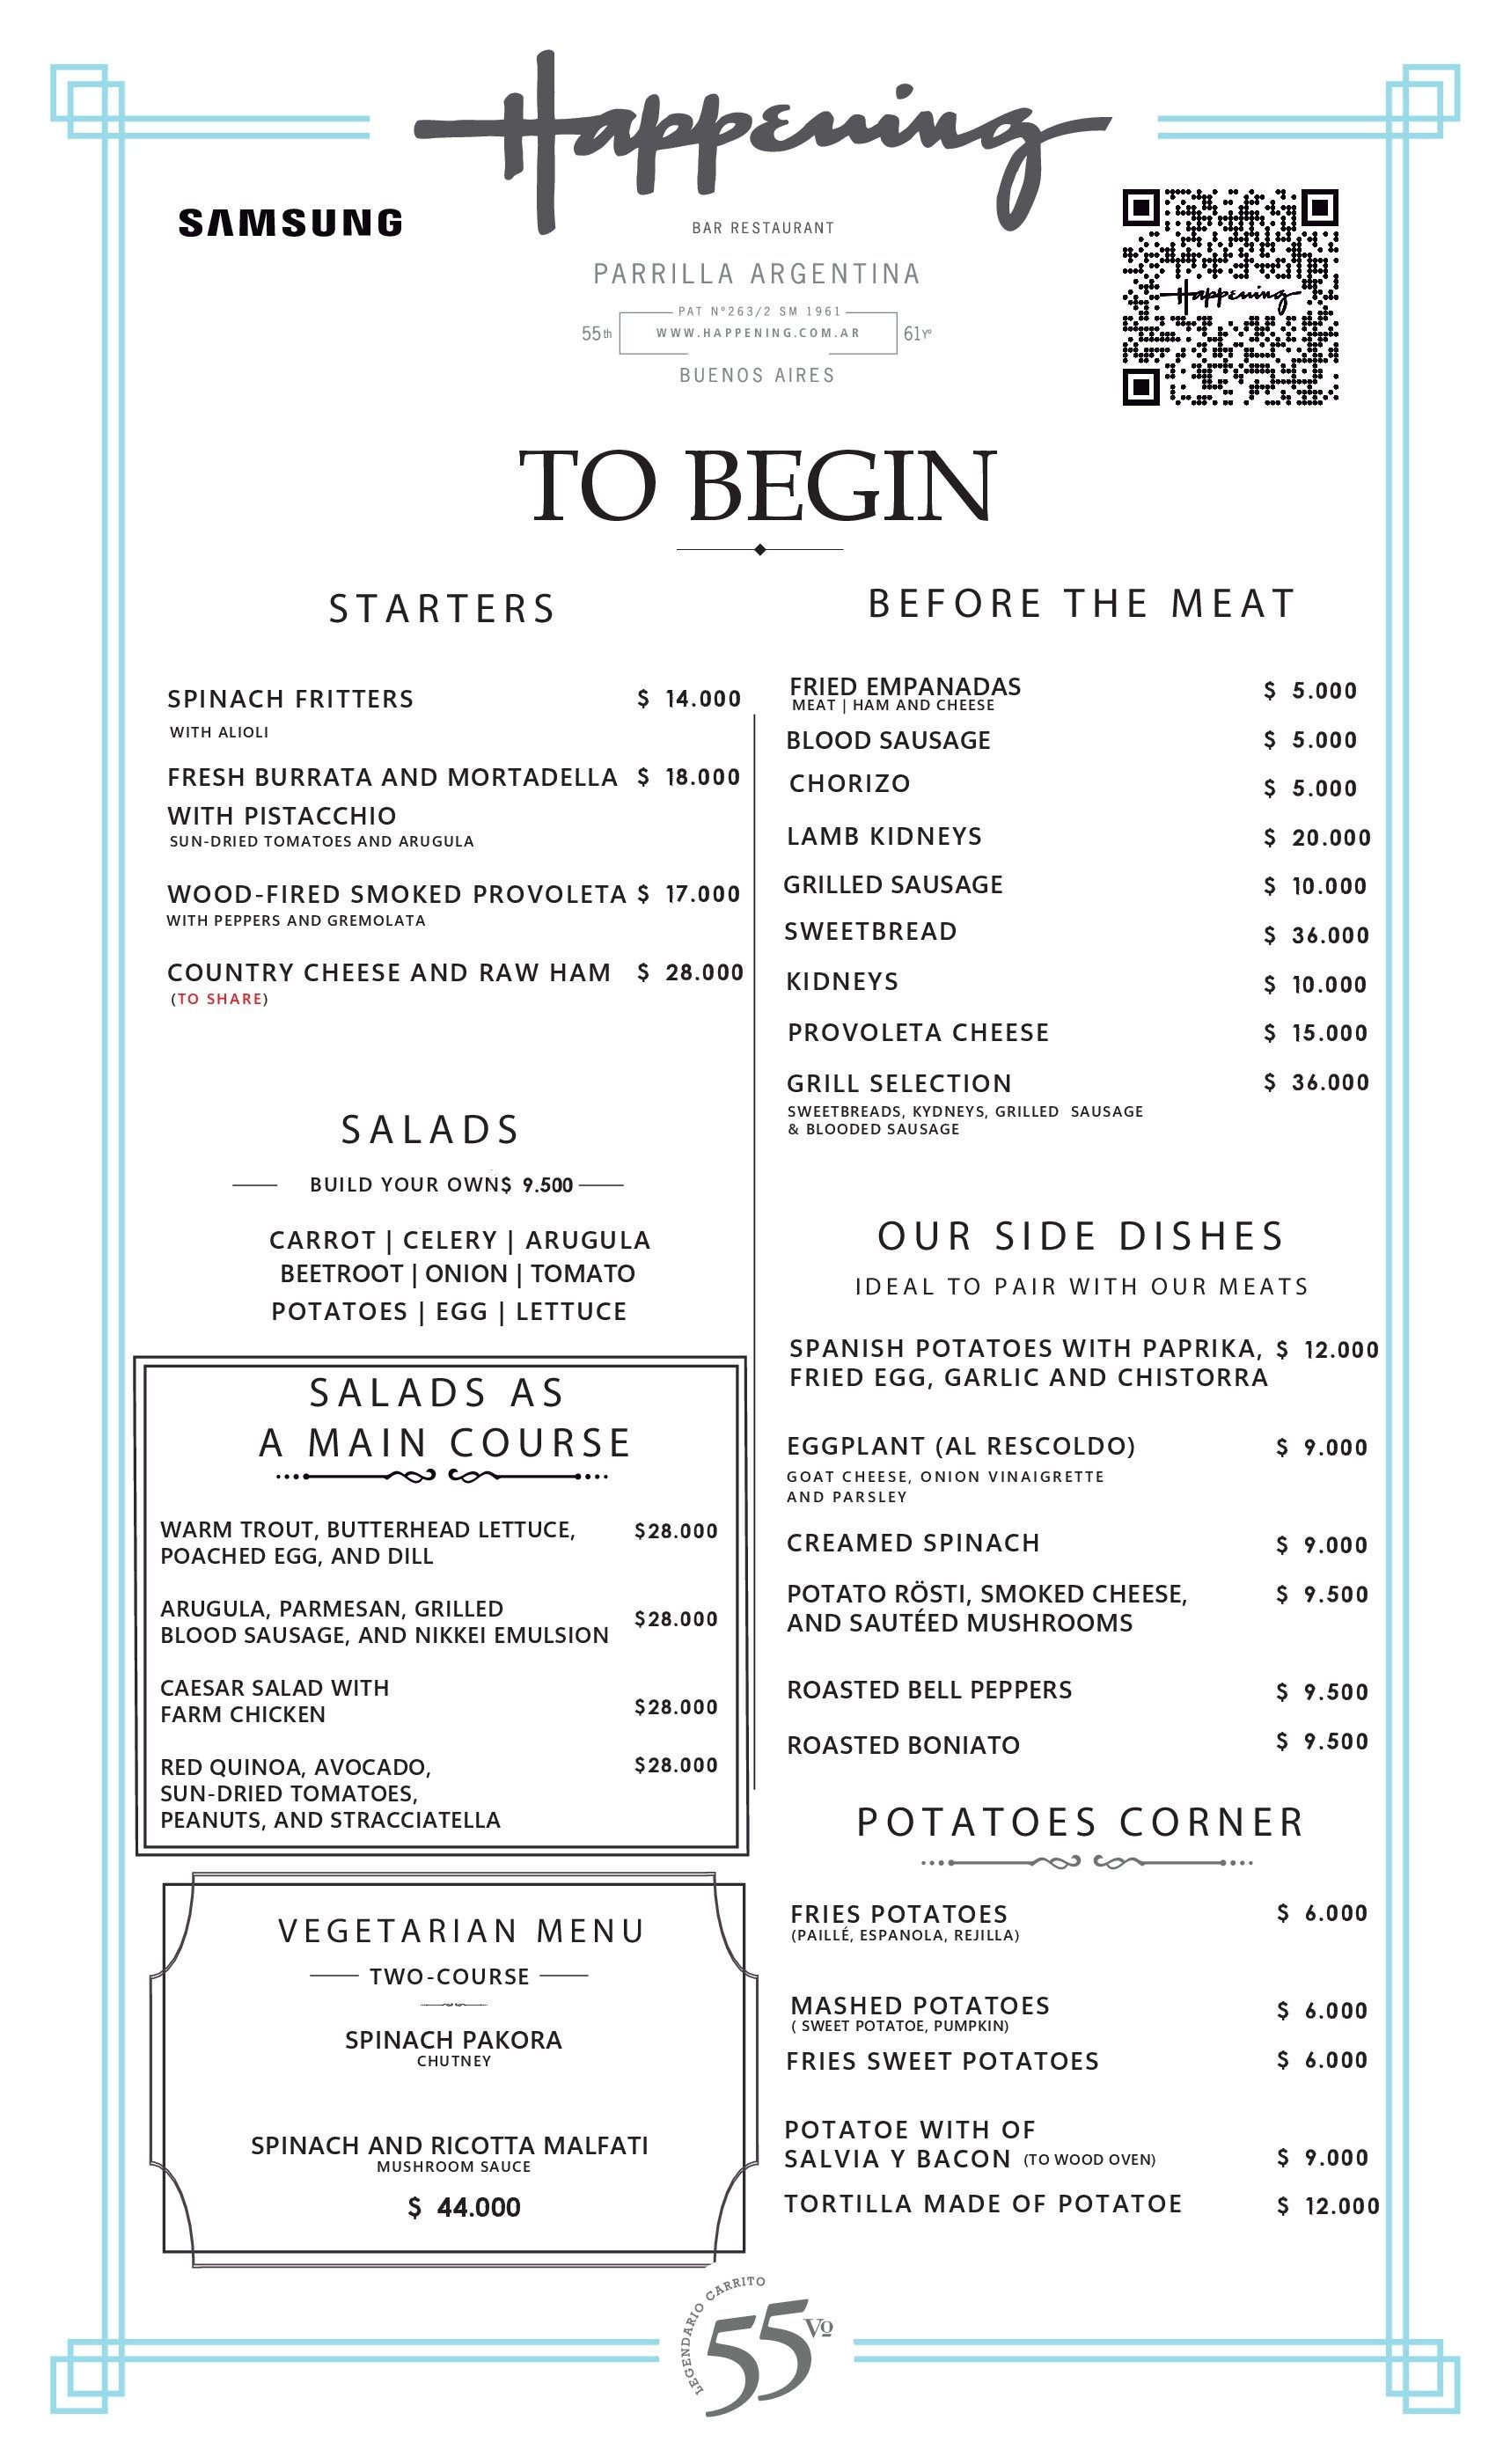 Happening
SAMSUNG
BAR RESTAURANT
PARRILLA ARGENTINA
PAT N°263/2 SM 1961
55th WWW.HAPPENING.COM.AR 61Yº
BUENOS AIRES
Happening
TO BEGIN
STARTERS
SPINACH FRITTERS $ 14.000
WITH ALIOLI
FRESH BURRATA AND MORTADELLA $ 18.000
WITH PISTACCHIO
SUN-DRIED TOMATOES AND ARUGULA
WOOD-FIRED SMOKED PROVOLETA $ 17.000
WITH PEPPERS AND GREMOLATA
COUNTRY CHEESE AND RAW HAM $ 28.000
(TO SHARE)
SALADS
BUILD YOUR OWN$ 9.500
CARROT | CELERY | ARUGULA
BEETROOT | ONION | TOMATO
POTATOES | EGG | LETTUCE
SALADS AS
A MAIN COURSE
WARM TROUT, BUTTERHEAD LETTUCE, $28.000
POACHED EGG, AND DILL
ARUGULA, PARMESAN, GRILLED $28.000
BLOOD SAUSAGE, AND NIKKEI EMULSION
CAESAR SALAD WITH
FARM CHICKEN $28.000
RED QUINOA, AVOCADO, $28.000
SUN-DRIED TOMATOES,
PEANUTS, AND STRACCIATELLA
VEGETARIAN MENU
TWO-COURSE
SPINACH PAKORA
CHUTNEY
SPINACH AND RICOTTA MALFATI
MUSHROOM SAUCE
$ 44.000
BEFORE THE MEAT
FRIED EMPANADAS $ 5.000
MEAT | HAM AND CHEESE
BLOOD SAUSAGE $ 5.000
CHORIZO $ 5.000
LAMB KIDNEYS $ 20.000
GRILLED SAUSAGE $ 10.000
SWEETBREAD $ 36.000
KIDNEYS $ 10.000
PROVOLETA CHEESE $ 15.000
GRILL SELECTION $ 36.000
SWEETBREADS, KYDNEYS, GRILLED SAUSAGE
& BLOODED SAUSAGE
OUR SIDE DISHES
IDEAL TO PAIR WITH OUR MEATS
SPANISH POTATOES WITH PAPRIKA, $ 12.000
FRIED EGG, GARLIC AND CHISTORRA
EGGPLANT (AL RESCOLDO) $ 9.000
GOAT CHEESE, ONION VINAIGRETTE
AND PARSLEY
CREAMED SPINACH $ 9.000
POTATO RÖSTI, SMOKED CHEESE, $ 9.500
AND SAUTÉED MUSHROOMS
ROASTED BELL PEPPERS $ 9.500
ROASTED BONIATO $ 9.500
POTATOES CORNER
FRIES POTATOES $ 6.000
(PAILLÉ, ESPANOLA, REJILLA)
MASHED POTATOES $ 6.000
( SWEET POTATOE, PUMPKIN)
FRIES SWEET POTATOES $ 6.000
POTATOE WITH OF
SALVIA Y BACON (TO WOOD OVEN) $ 9.000
TORTILLA MADE OF POTATOE $ 12.000
LEGENDARIO CARRITO
55 Vº